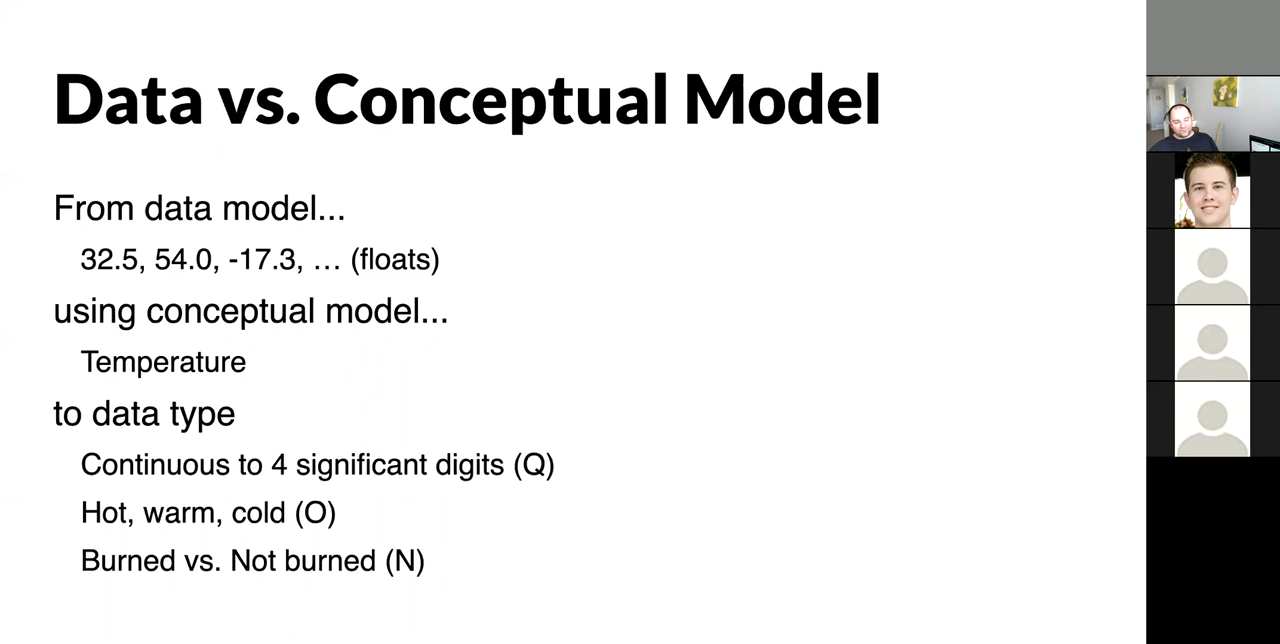 Data vs. Conceptual Model
From data model...
32.5, 54.0, -17.3, … (floats)
using conceptual model...
Temperature
to data type
Continuous to 4 significant digits (Q)
Hot, warm, cold (O)
Burned vs. Not burned (N)